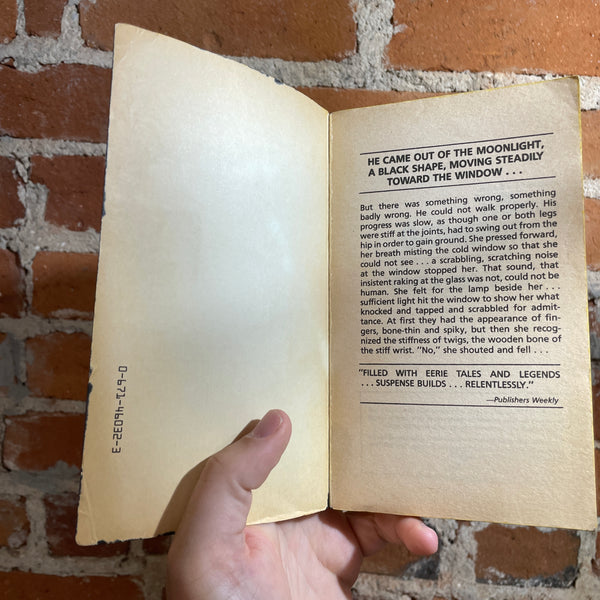 0-671-46032-3
HE CAME OUT OF THE MOONLIGHT,
A BLACK SHAPE, MOVING STEADILY
TOWARD THE WINDOW . . .
But there was something wrong, something
badly wrong. He could not walk properly. His
progress was slow, as though one or both legs
were stiff at the joints, had to swing out from the
hip in order to gain ground. She pressed forward,
her breath misting the cold window so that she
could not see . . . a scrabbling, scratching noise
at the window stopped her. That sound, that
insistent raking at the glass was not, could not be
human. She felt for the lamp beside her . . .
sufficient light hit the window to show her what
knocked and tapped and scrabbled for admit-
tance. At first they had the appearance of fin-
gers, bone-thin and spiky, but then she recog-
nized the stiffness of twigs, the wooden bone of
the stiff wrist. "No," she shouted and fell . . .
"FILLED WITH EERIE TALES AND LEGENDS
. . . SUSPENSE BUILDS . . . RELENTLESSLY."
—Publishers Weekly